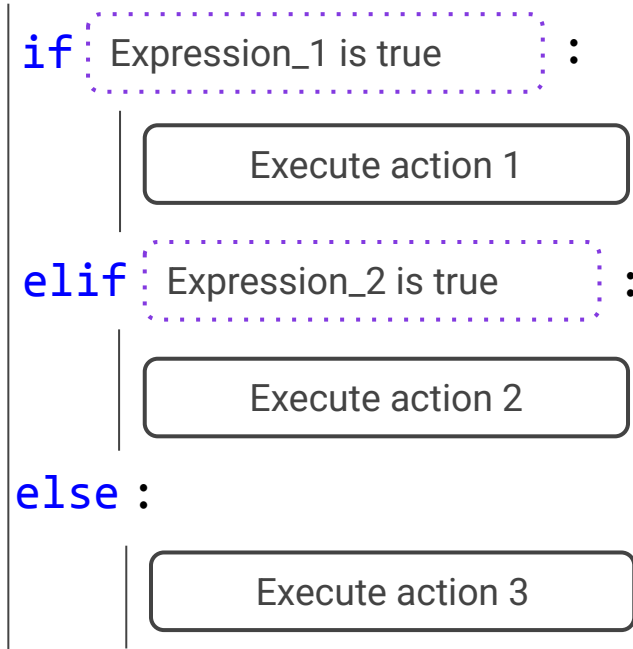 if Expression_1 is true :
Execute action 1
elif Expression_2 is true :
Execute action 2
else :
Execute action 3